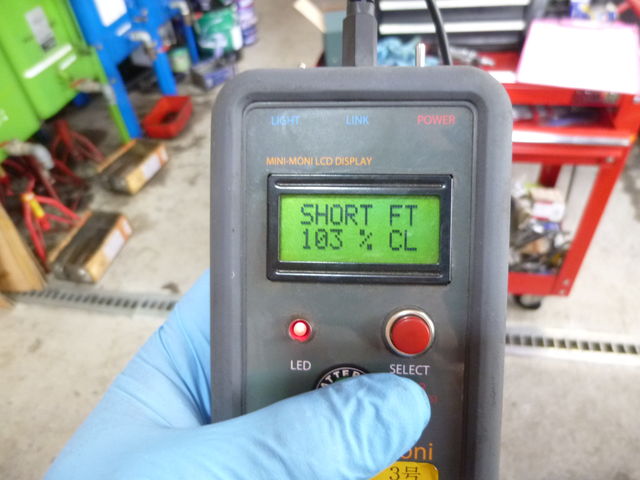 LIGHT LINK POWER
MINI-MONI LCD DISPLAY
SHORT FT
103 % CL
LED
SELECT
3号